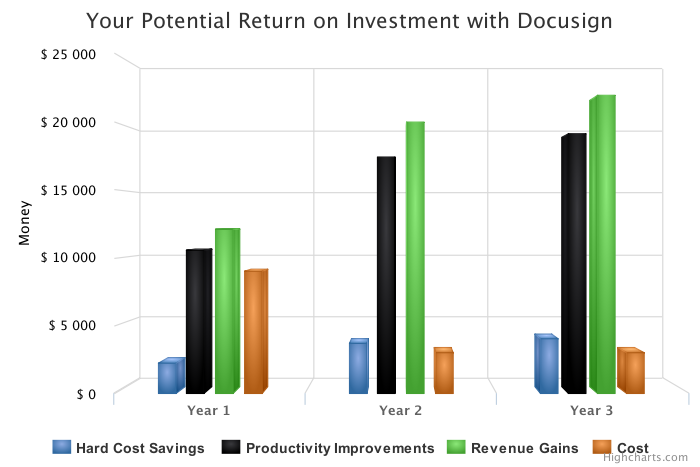 Your Potential Return on Investment with Docusign
$ 25 000
$ 20 000
$ 15 000
$ 10 000
$ 5 000
$ 0
Money
Year 1
Year 2
Year 3
Hard Cost Savings
Productivity Improvements
Revenue Gains
Cost
Highcharts.com